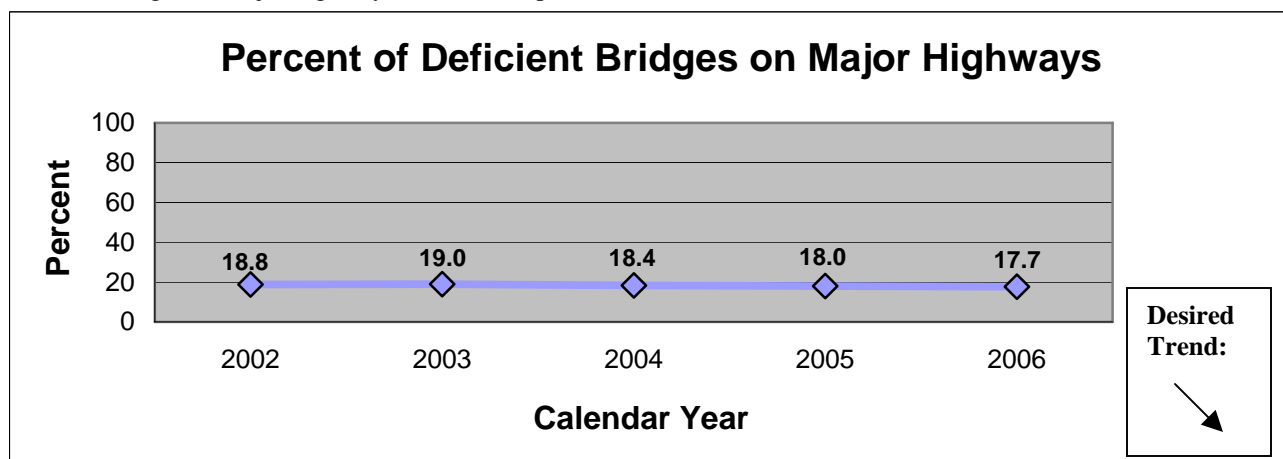 Percent of Deficient Bridges on Major Highways
100
80
60
40
20
0
Percent
18.8 19.0 18.4 18.0 17.7
2002 2003 2004 2005 2006
Calendar Year
Desired
Trend: